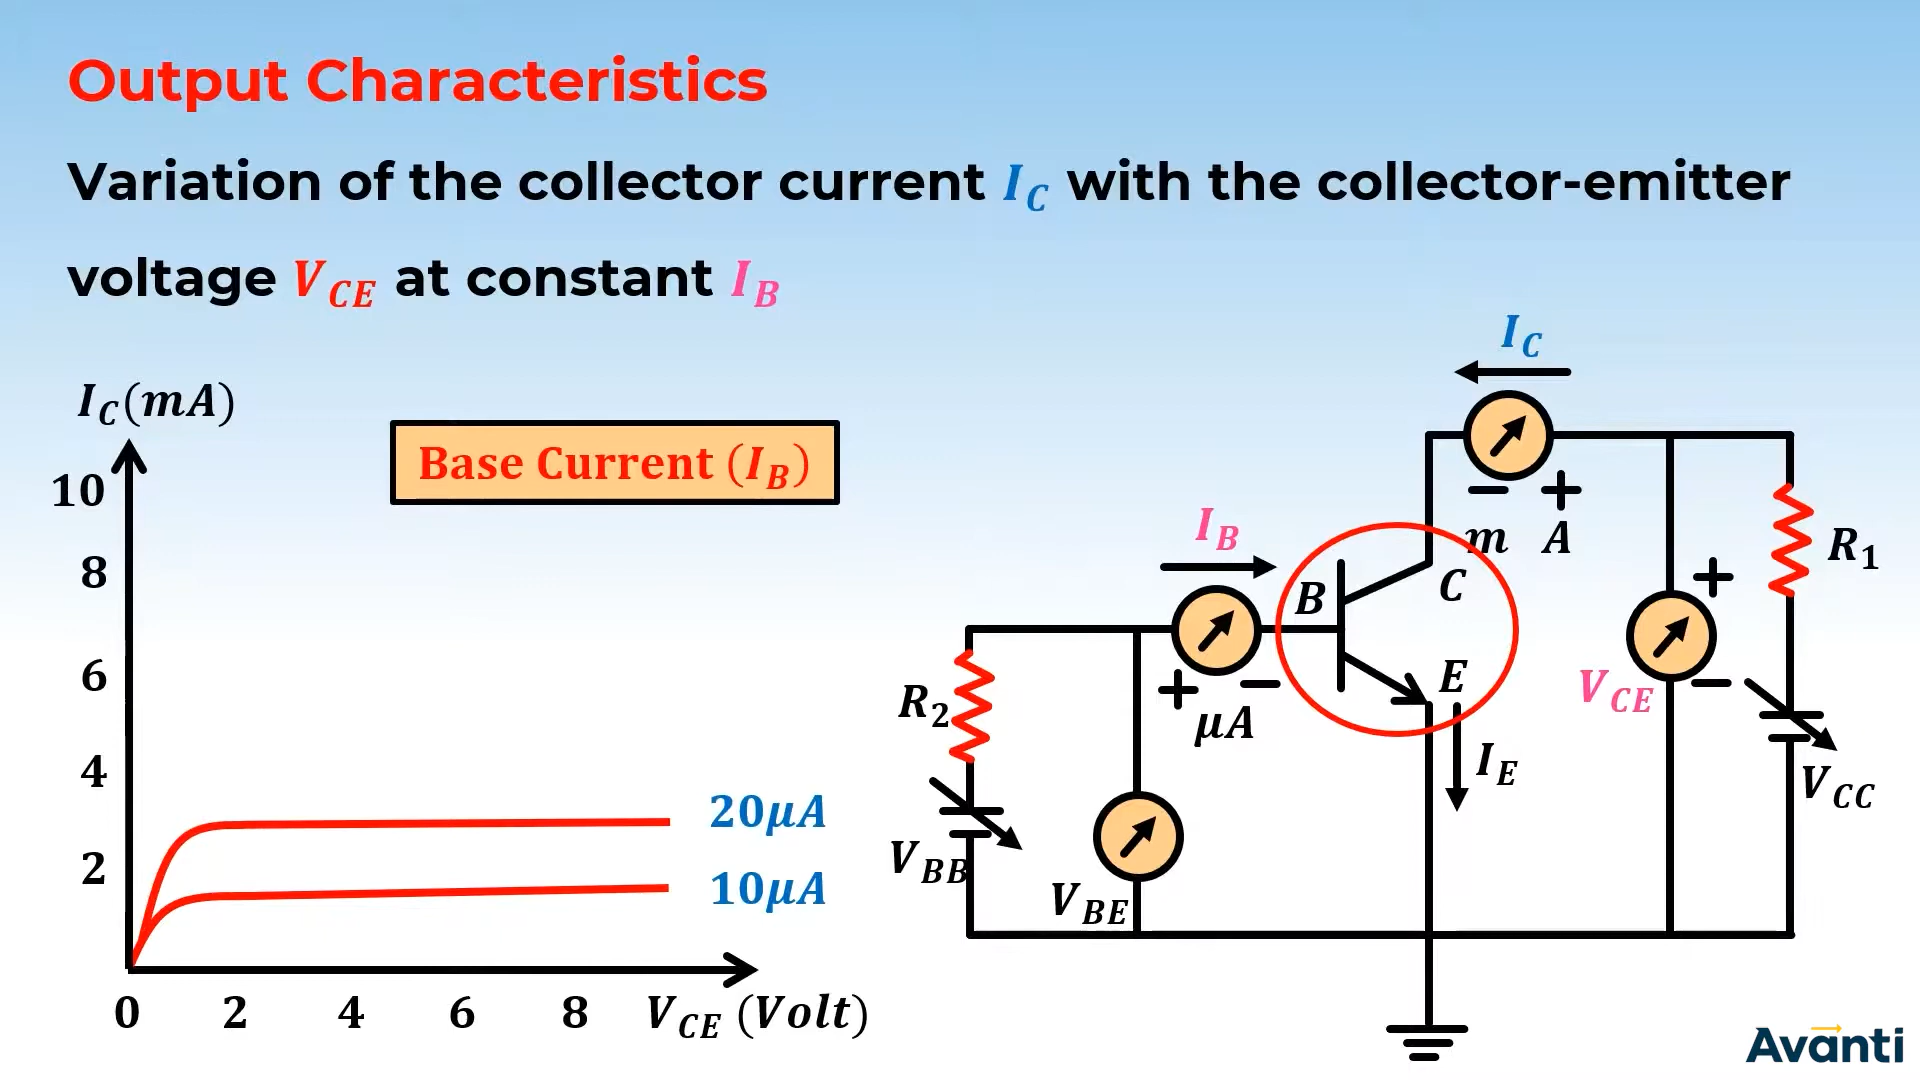 Output Characteristics
Variation of the collector current I_C with the collector-emitter
voltage V_CE at constant I_B
I_C(mA)
10
8
6
4
2
0 2 4 6 8 V_CE (Volt)
Base Current (I_B)
20μA
10μA
I_C
− +
m A
I_B
+ −
μA
B
C
E
I_E
R_1
R_2
+
V_CE
−
V_CC
V_BB
V_BE
Avanti